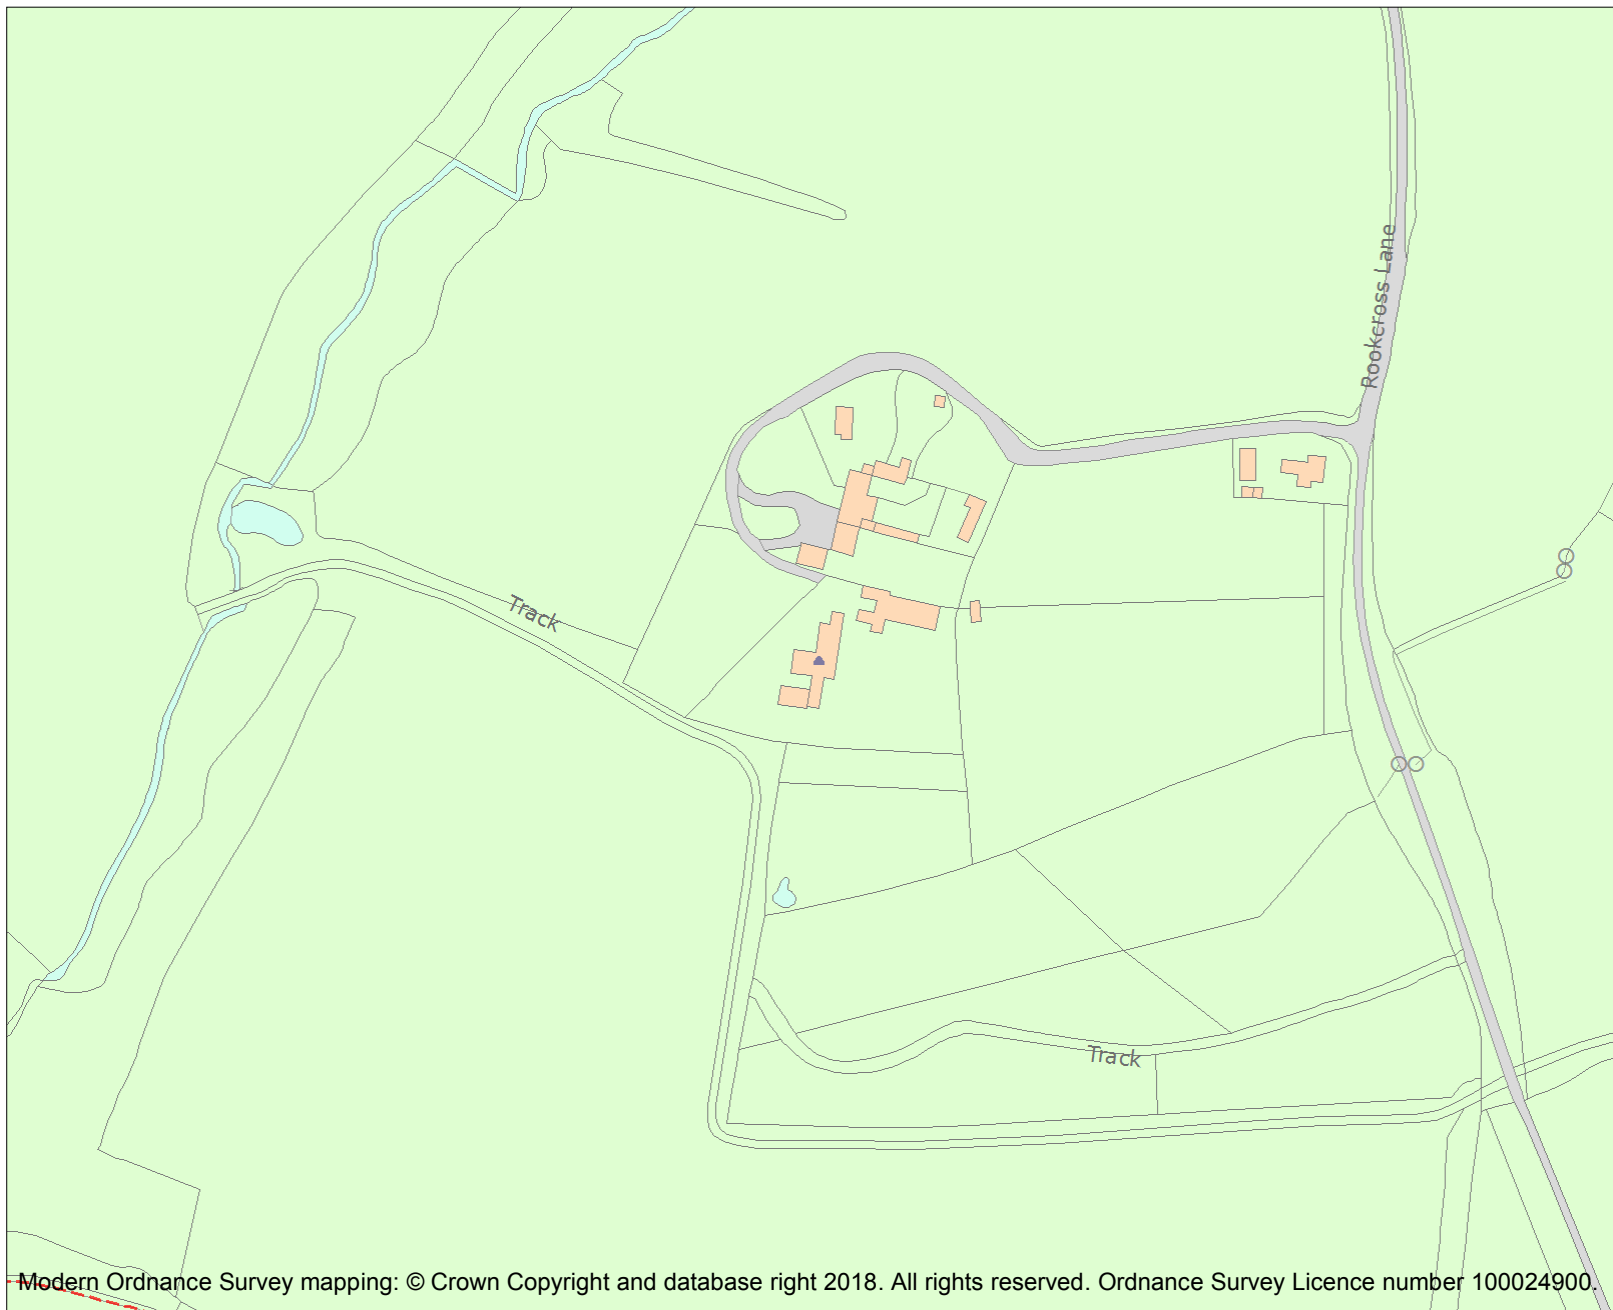 Rookcross Lane
Track
Track
Modern Ordnance Survey mapping: © Crown Copyright and database right 2018. All rights reserved. Ordnance Survey Licence number 100024900.